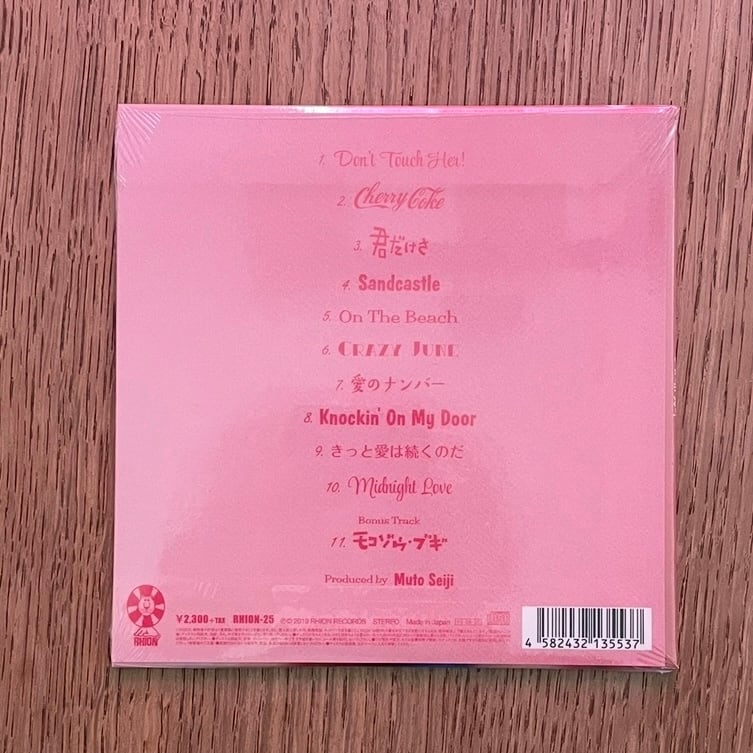 1. Don't Touch Her!
2. Cherry Coke
3. 君だけさ
4. Sandcastle
5. On The Beach
6. CRAZY JUNE
7. 愛のナンバー
8. Knockin' On My Door
9. きっと愛は続くのだ
10. Midnight Love
Bonus Track
11. モコゾウ・ブギ
Produced by Muto Seiji
RHION
¥2,300+TAX RHION-25 ℗© 2019 RHION RECORDS STEREO Made in Japan
4 582432 135537